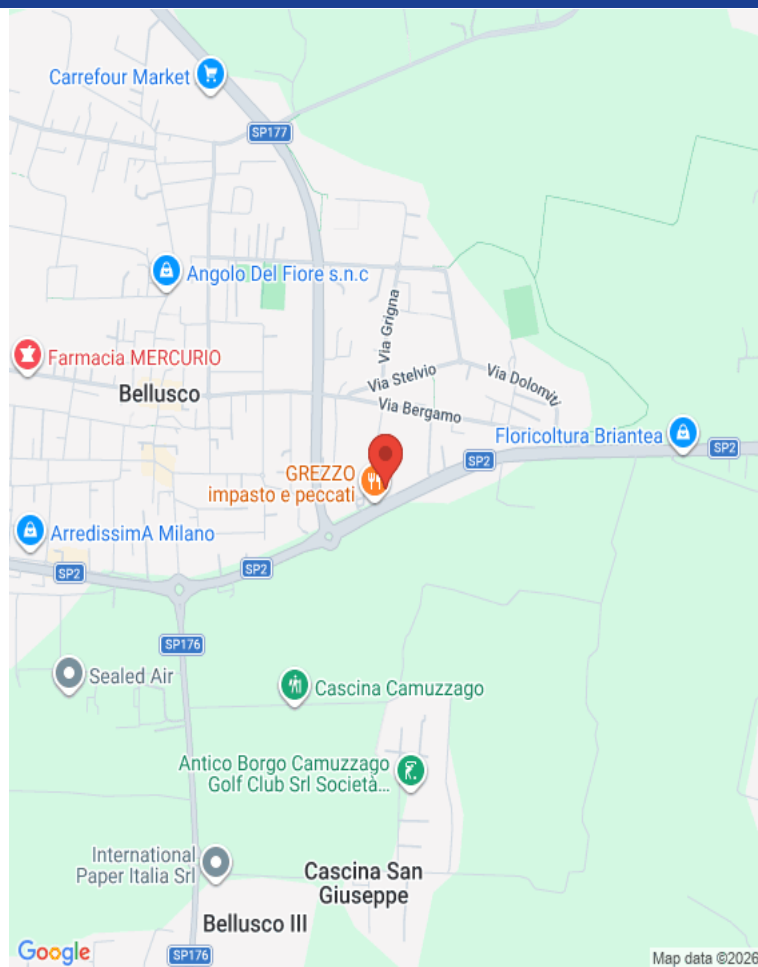 Carrefour Market
SP177
Angolo Del Fiore s.n.c
Via Grigna
Farmacia MERCURIO
Via Stelvio
Via Dolomiti
Bellusco
Via Bergamo
Floricoltura Briantea
SP2
SP2
GREZZO
impasto e peccati
ArredissimA Milano
SP2
SP2
SP176
Sealed Air
Cascina Camuzzago
Antico Borgo Camuzzago
Golf Club Srl Società...
International
Paper Italia Srl
Cascina San
Giuseppe
Bellusco III
Google
SP176
Map data ©2026